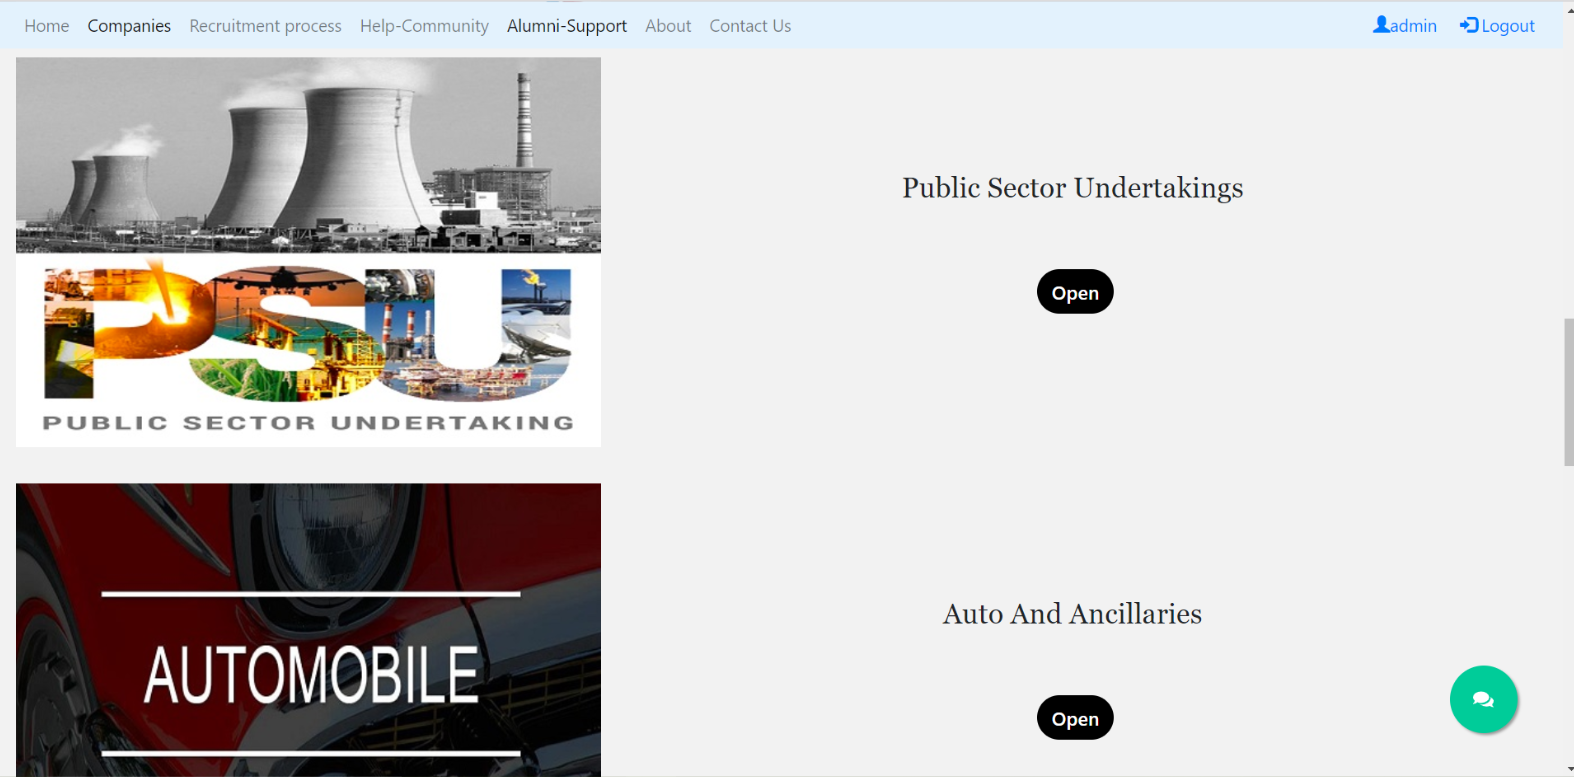 Home Companies Recruitment process Help-Community Alumni-Support About Contact Us admin Logout
Public Sector Undertakings
Open
PSU
PUBLIC SECTOR UNDERTAKING
Auto And Ancillaries
AUTOMOBILE
Open